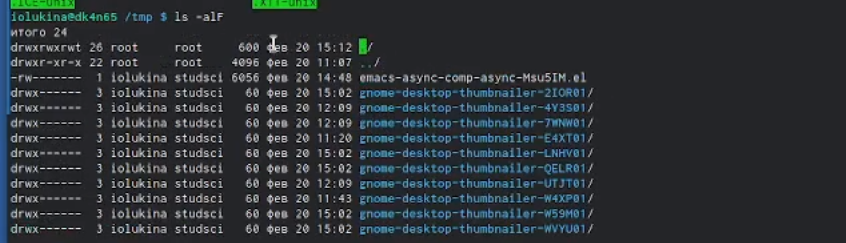 .ICE-unix .XIT-unix
iolukina@dk4n65 /tmp $ ls -alF
итого 24
drwxrwxrwt 26 root root 600 фев 20 15:12 ./
drwxr-xr-x 22 root root 4096 фев 20 11:07 ../
-rw------- 1 iolukina studsci 6056 фев 20 14:48 emacs-async-comp-async-Msu5IM.el
drwx------ 3 iolukina studsci 60 фев 20 15:02 gnome-desktop-thumbnailer-2IOR01/
drwx------ 3 iolukina studsci 60 фев 20 12:09 gnome-desktop-thumbnailer-4Y3S01/
drwx------ 3 iolukina studsci 60 фев 20 12:09 gnome-desktop-thumbnailer-7WNW01/
drwx------ 3 iolukina studsci 60 фев 20 11:20 gnome-desktop-thumbnailer-E4XT01/
drwx------ 3 iolukina studsci 60 фев 20 15:02 gnome-desktop-thumbnailer-LNHV01/
drwx------ 3 iolukina studsci 60 фев 20 15:02 gnome-desktop-thumbnailer-QELR01/
drwx------ 3 iolukina studsci 60 фев 20 12:09 gnome-desktop-thumbnailer-UTJT01/
drwx------ 3 iolukina studsci 60 фев 20 11:43 gnome-desktop-thumbnailer-W4XP01/
drwx------ 3 iolukina studsci 60 фев 20 15:02 gnome-desktop-thumbnailer-W59M01/
drwx------ 3 iolukina studsci 60 фев 20 15:02 gnome-desktop-thumbnailer-WVYU01/